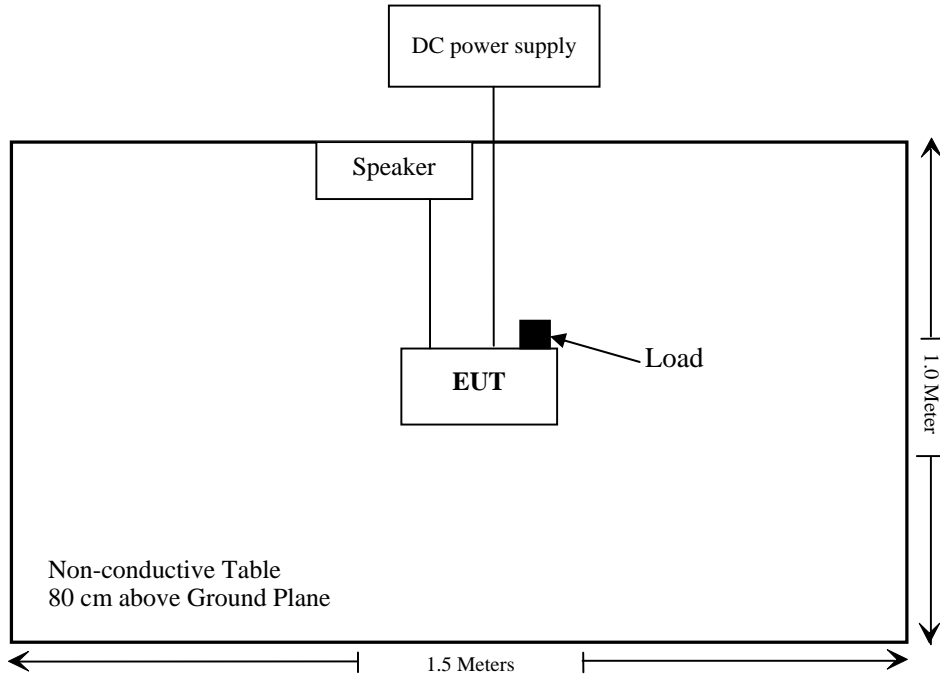 DC power supply
Speaker
Load
EUT
1.0 Meter
Non-conductive Table
80 cm above Ground Plane
1.5 Meters